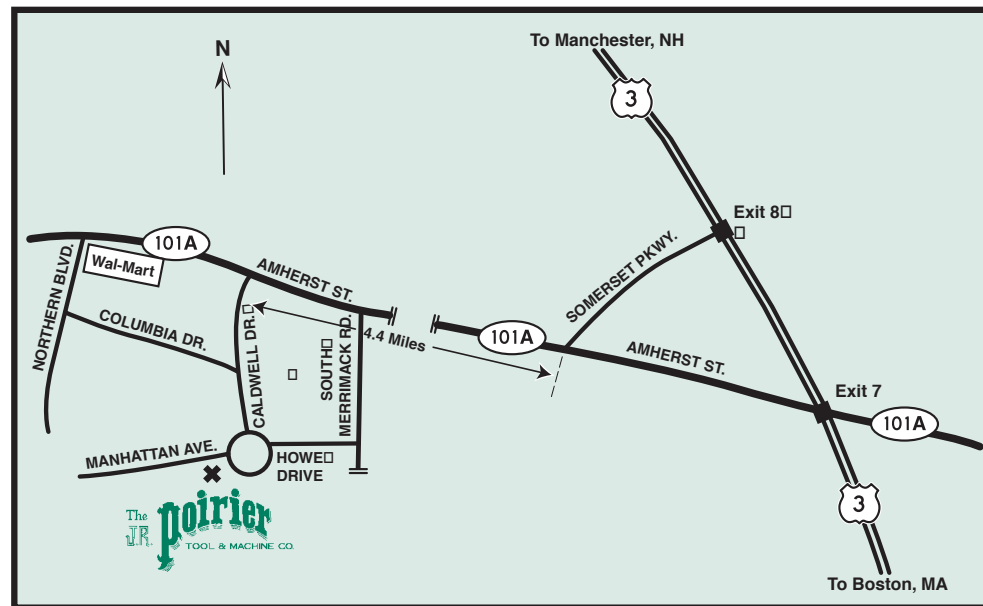 To Manchester, NH
N
3
Exit 8
101A
Wal-Mart
NORTHERN BLVD.
AMHERST ST.
SOMERSET PKWY.
COLUMBIA DR.
CALDWELL DR.
4.4 Miles
SOUTH
MERRIMACK RD.
101A
AMHERST ST.
Exit 7
101A
MANHATTAN AVE.
HOWE
DRIVE
The
J.R.
Poirier
TOOL & MACHINE CO.
3
To Boston, MA